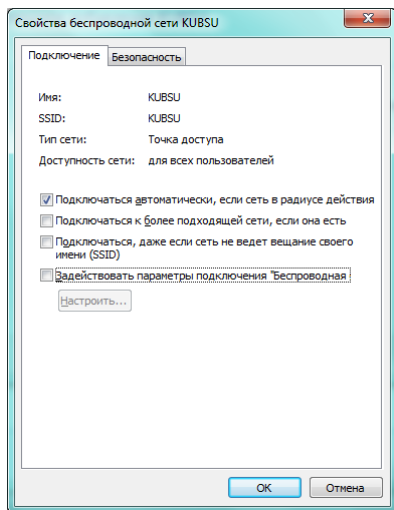 Свойства беспроводной сети KUBSU
Подключение Безопасность
Имя: KUBSU
SSID: KUBSU
Тип сети: Точка доступа
Доступность сети: для всех пользователей
Подключаться автоматически, если сеть в радиусе действия
Подключаться к более подходящей сети, если она есть
Подключаться, даже если сеть не ведет вещание своего
имени (SSID)
Задействовать параметры подключения "Беспроводная
Настроить...
ОК Отмена